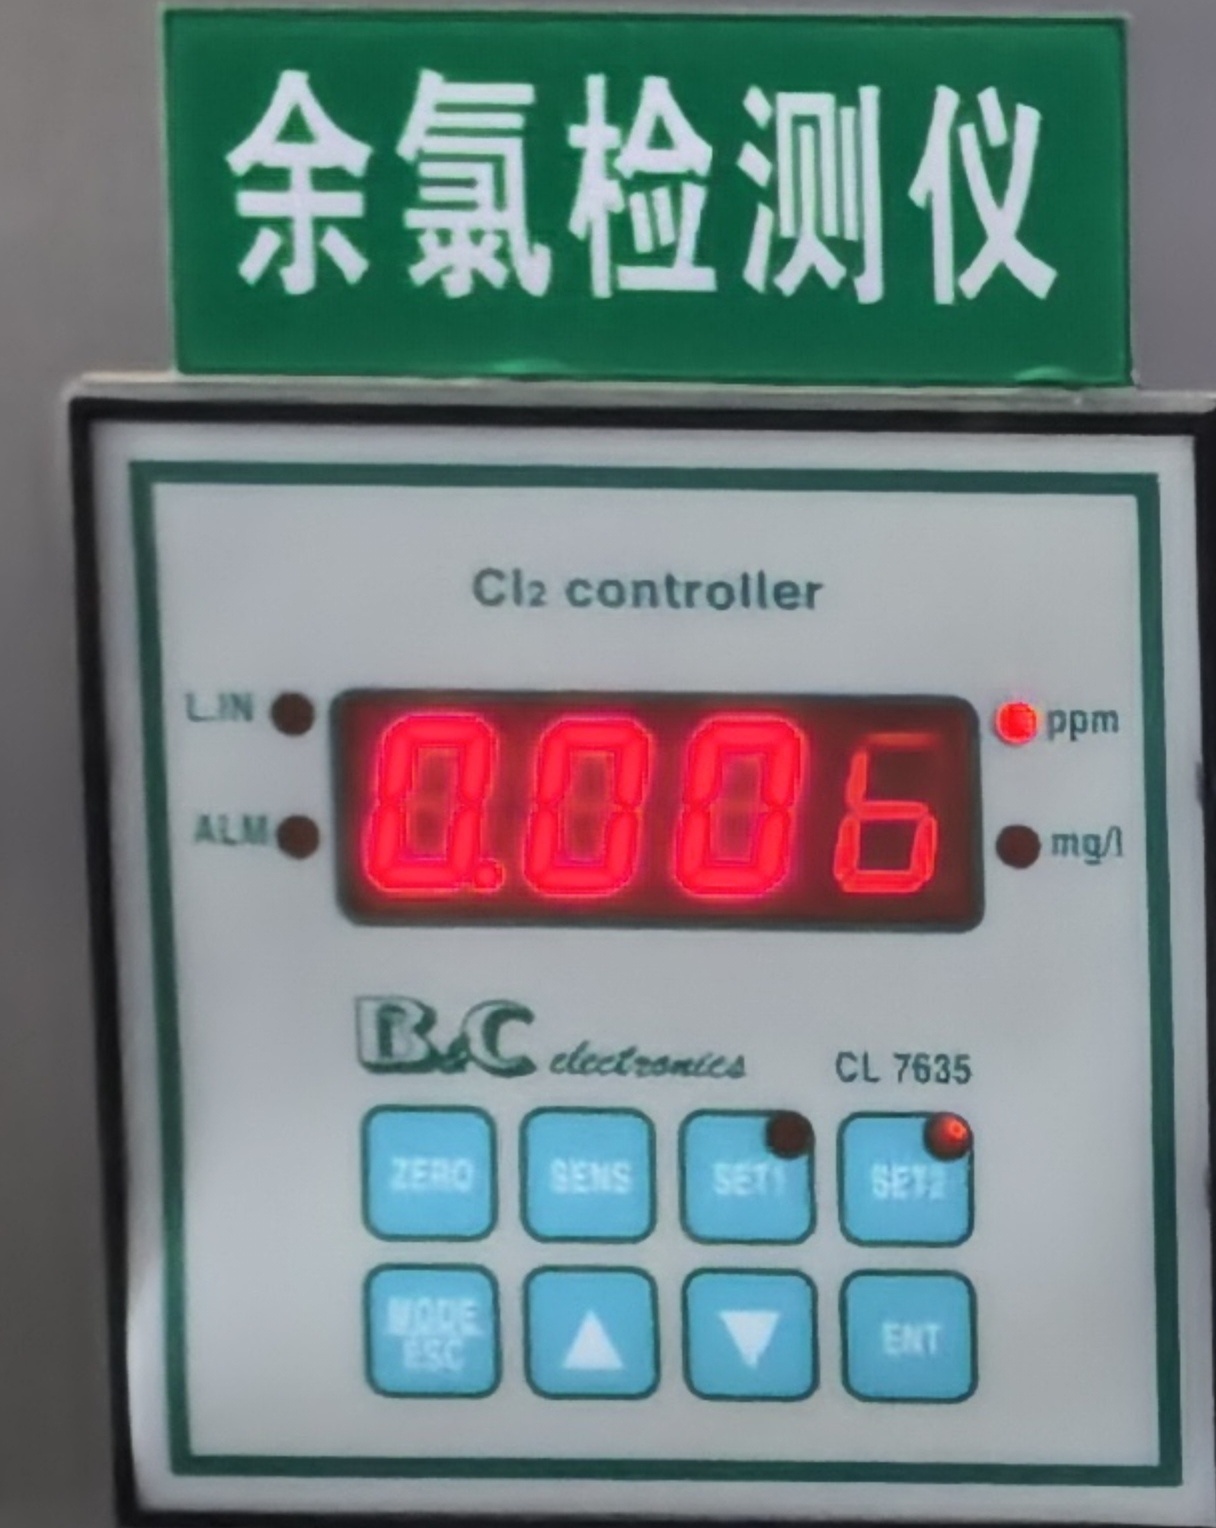 余氯检测仪
Cl₂ controller
L.IN
ppm
0.006
ALM
mg/l
B&C electronics CL 7635
ZERO SENS SET1 SET2
MODE ESC ▲ ▼ ENT